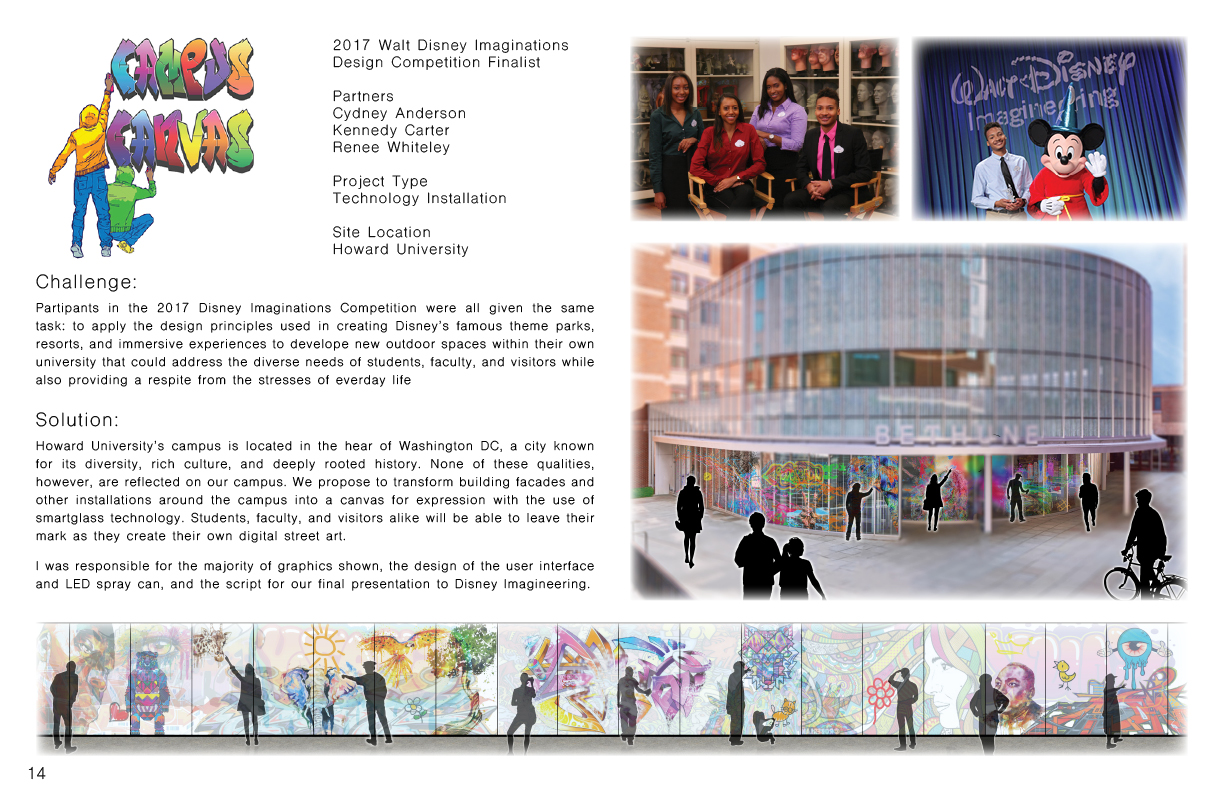 CAMPUS
CANVAS
2017 Walt Disney Imaginations
Design Competition Finalist
Partners
Cydney Anderson
Kennedy Carter
Renee Whiteley
Project Type
Technology Installation
Site Location
Howard University
Challenge:
Partipants in the 2017 Disney Imaginations Competition were all given the same
task: to apply the design principles used in creating Disney's famous theme parks,
resorts, and immersive experiences to develope new outdoor spaces within their own
university that could address the diverse needs of students, faculty, and visitors while
also providing a respite from the stresses of everday life
Solution:
Howard University's campus is located in the hear of Washington DC, a city known
for its diversity, rich culture, and deeply rooted history. None of these qualities,
however, are reflected on our campus. We propose to transform building facades and
other installations around the campus into a canvas for expression with the use of
smartglass technology. Students, faculty, and visitors alike will be able to leave their
mark as they create their own digital street art.
I was responsible for the majority of graphics shown, the design of the user interface
and LED spray can, and the script for our final presentation to Disney Imagineering.
WALT DISNEY
Imagineering
BETHUNE
14